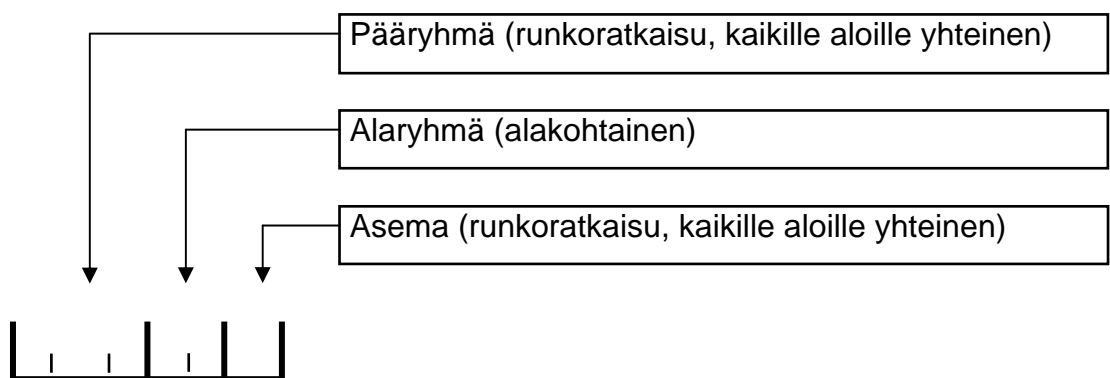 Pääryhmä (runkoratkaisu, kaikille aloille yhteinen)
Alaryhmä (alakohtainen)
Asema (runkoratkaisu, kaikille aloille yhteinen)